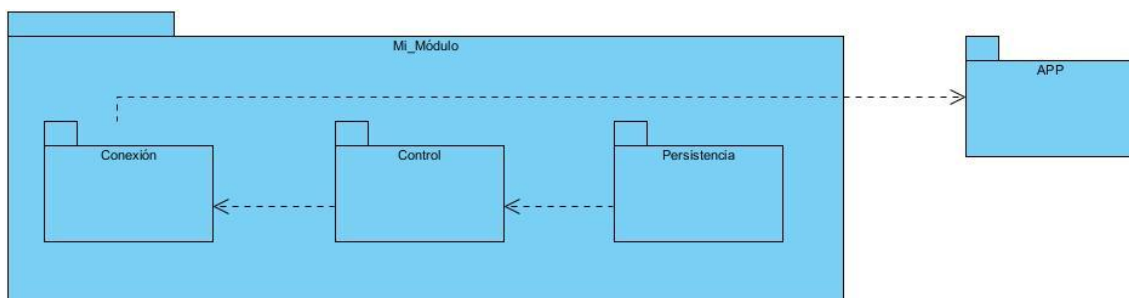 Mi_Módulo
APP
Conexión
Control
Persistencia